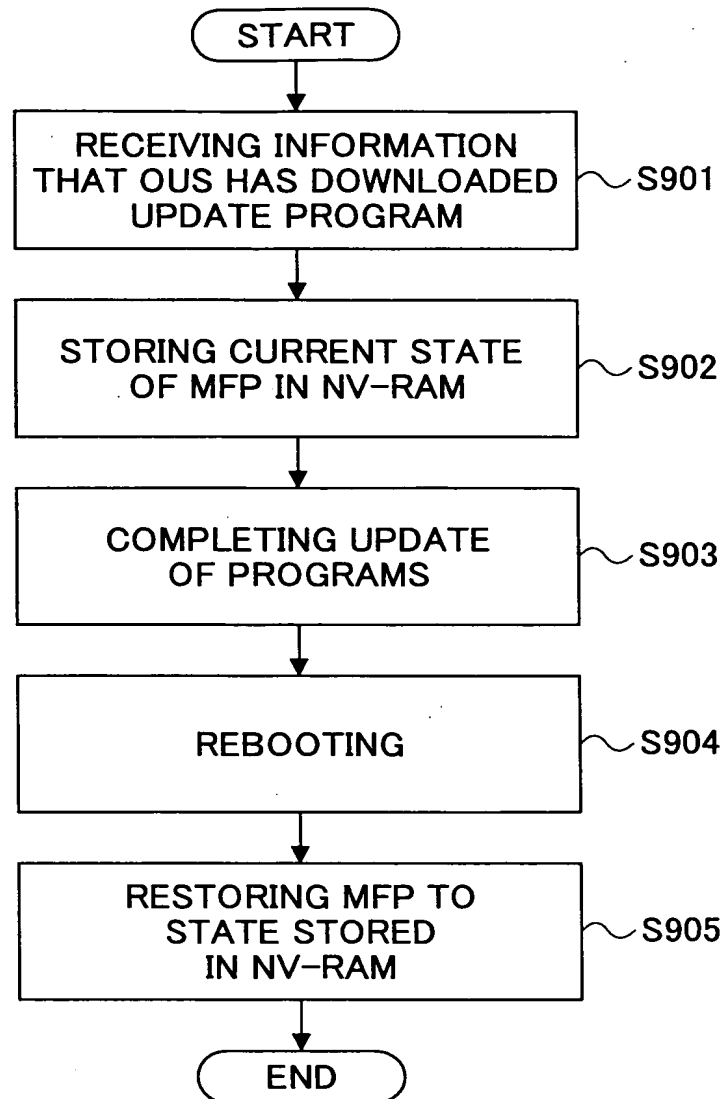 START
RECEIVING INFORMATION
THAT OUS HAS DOWNLOADED
UPDATE PROGRAM
S901
STORING CURRENT STATE
OF MFP IN NV-RAM
S902
COMPLETING UPDATE
OF PROGRAMS
S903
REBOOTING
S904
RESTORING MFP TO
STATE STORED
IN NV-RAM
S905
END